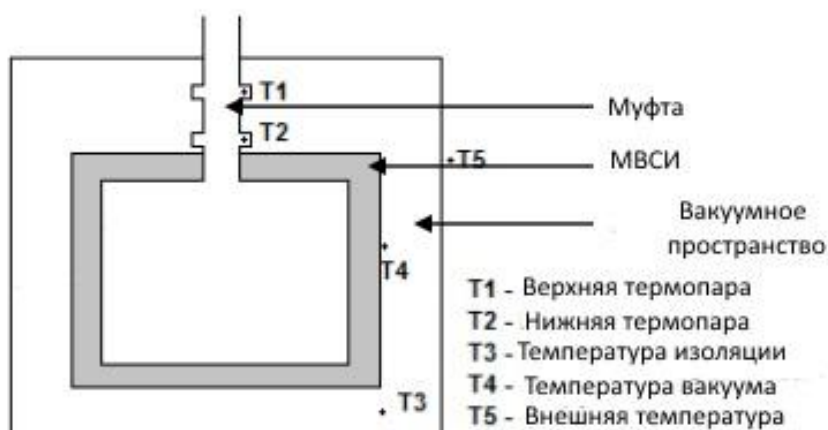 T1
Муфта
T2
T5
МВСИ
Вакуумное
пространство
T4
T1 - Верхняя термопара
T2 - Нижняя термопара
T3 - Температура изоляции
T4 - Температура вакуума
T3
T5 - Внешняя температура